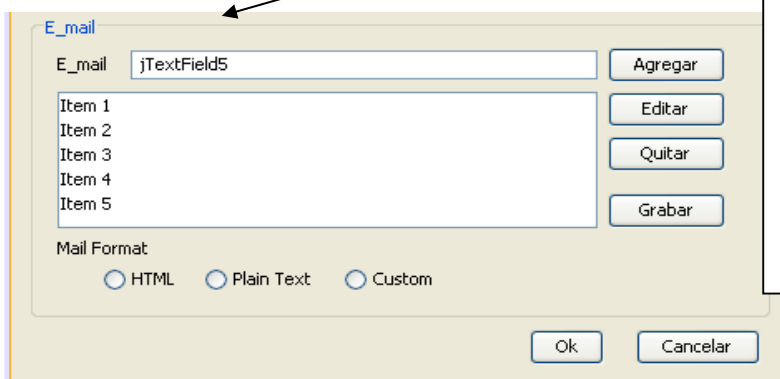 E_mail
E_mail jTextField5 Agregar
Item 1 Editar
Item 2
Item 3 Quitar
Item 4
Item 5 Grabar
Mail Format
HTML Plain Text Custom
Ok Cancelar